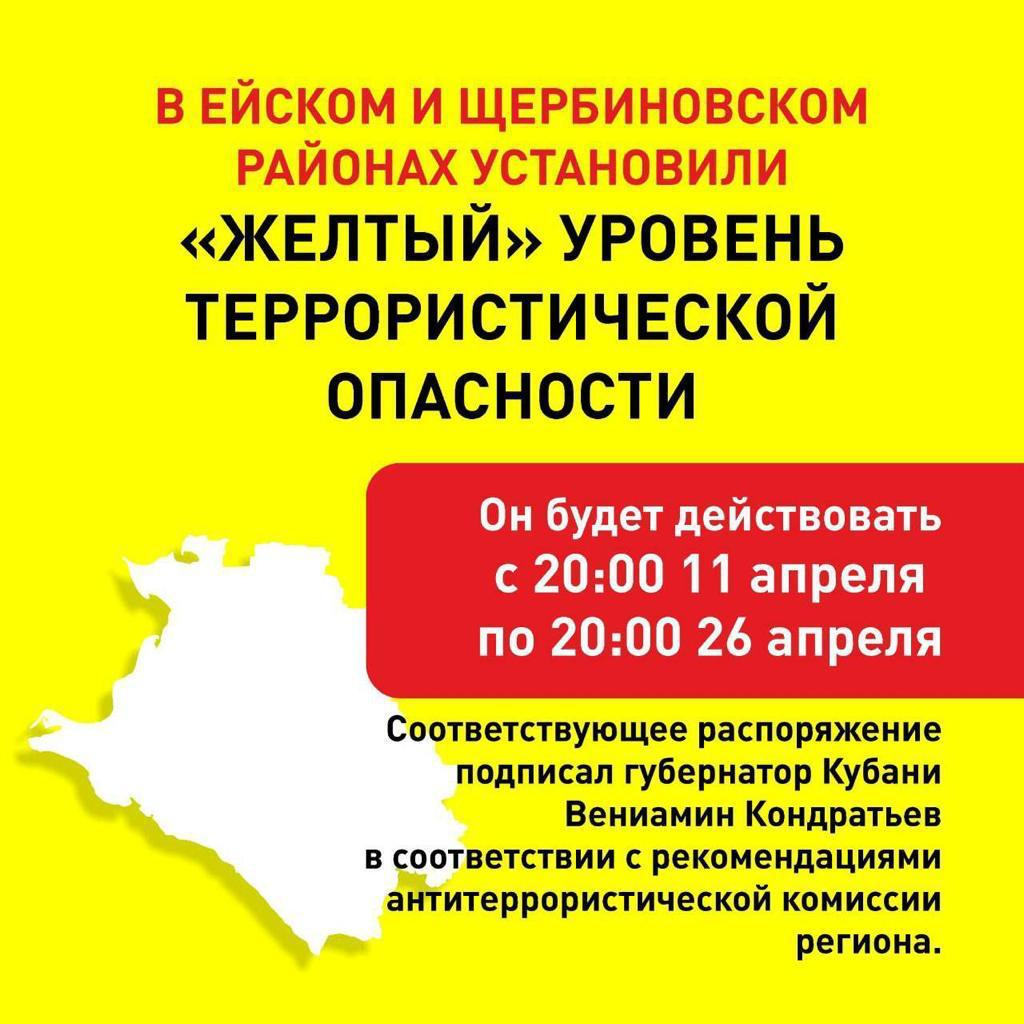 В ЕЙСКОМ И ЩЕРБИНОВСКОМ
РАЙОНАХ УСТАНОВИЛИ
«ЖЕЛТЫЙ» УРОВЕНЬ
ТЕРРОРИСТИЧЕСКОЙ
ОПАСНОСТИ
Он будет действовать
с 20:00 11 апреля
по 20:00 26 апреля
Соответствующее распоряжение
подписал губернатор Кубани
Вениамин Кондратьев
в соответствии с рекомендациями
антитеррористической комиссии
региона.